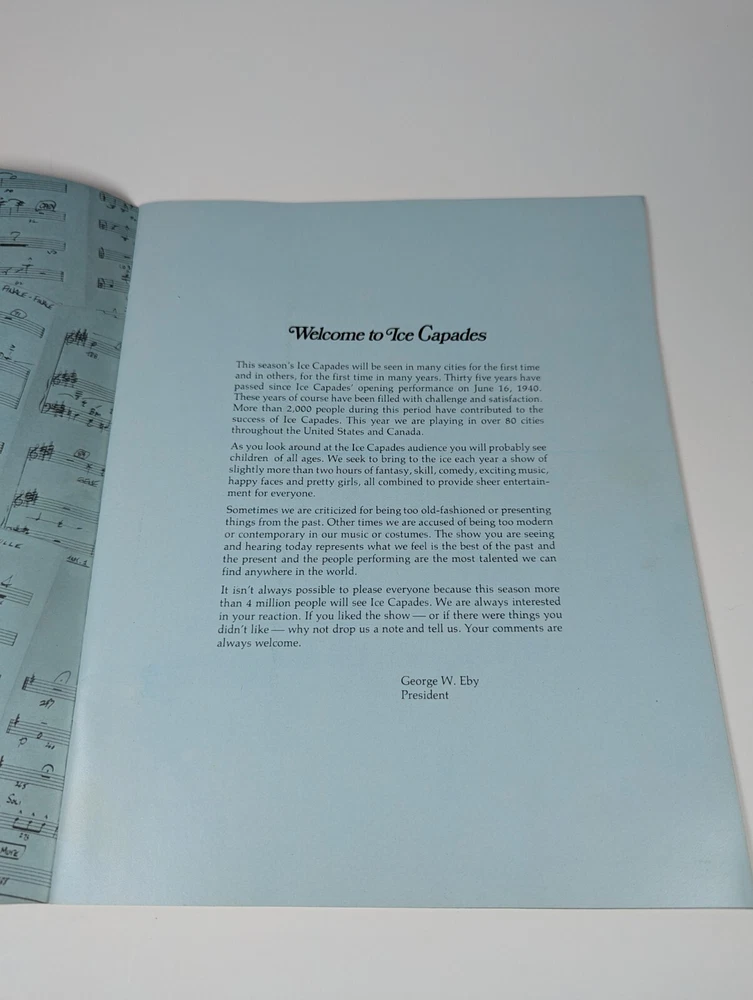 Welcome to Ice Capades
This season's Ice Capades will be seen in many cities for the first time
and in others, for the first time in many years. Thirty five years have
passed since Ice Capades' opening performance on June 16, 1940.
These years of course have been filled with challenge and satisfaction.
More than 2,000 people during this period have contributed to the
success of Ice Capades. This year we are playing in over 80 cities
throughout the United States and Canada.
As you look around at the Ice Capades audience you will probably see
children of all ages. We seek to bring to the ice each year a show of
slightly more than two hours of fantasy, skill, comedy, exciting music,
happy faces and pretty girls, all combined to provide sheer entertain-
ment for everyone.
Sometimes we are criticized for being too old-fashioned or presenting
things from the past. Other times we are accused of being too modern
or contemporary in our music or costumes. The show you are seeing
and hearing today represents what we feel is the best of the past and
the present and the people performing are the most talented we can
find anywhere in the world.
It isn't always possible to please everyone because this season more
than 4 million people will see Ice Capades. We are always interested
in your reaction. If you liked the show — or if there were things you
didn't like — why not drop us a note and tell us. Your comments are
always welcome.
George W. Eby
President